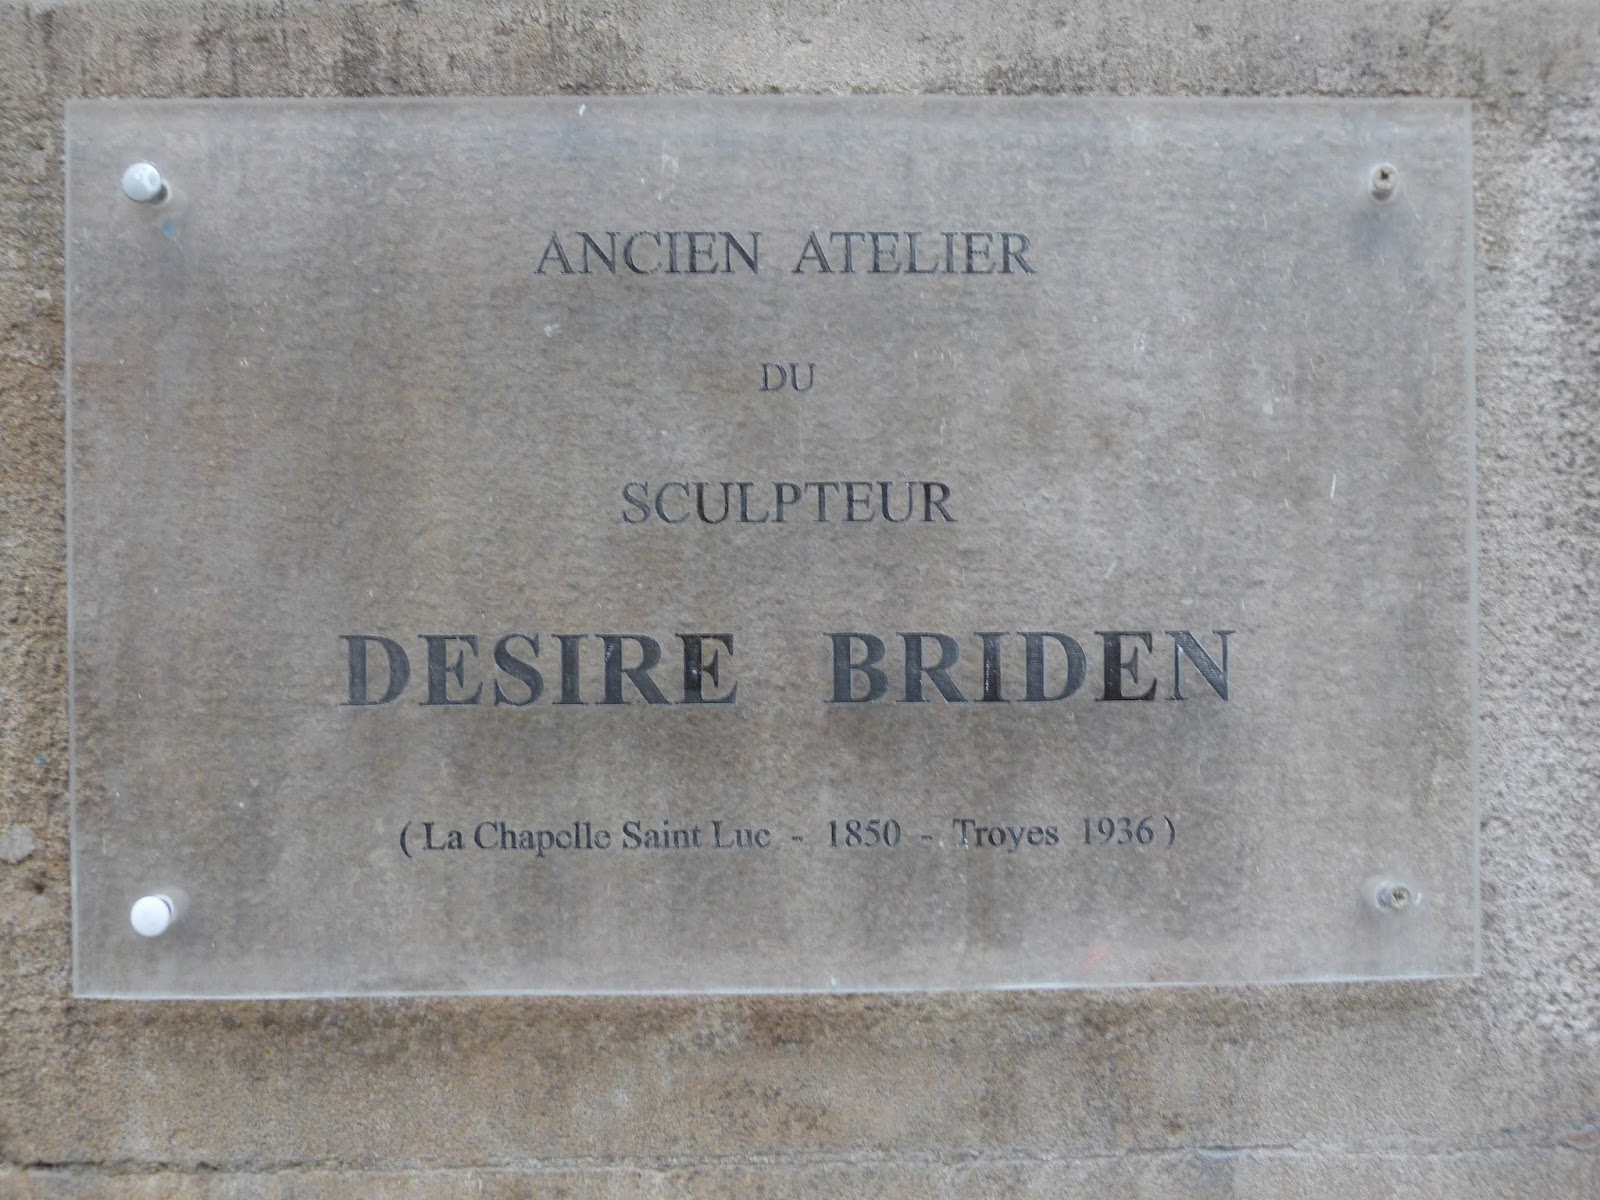 ANCIEN ATELIER
DU
SCULPTEUR
DESIRE BRIDEN
( La Chapelle Saint Luc - 1850 - Troyes 1936 )